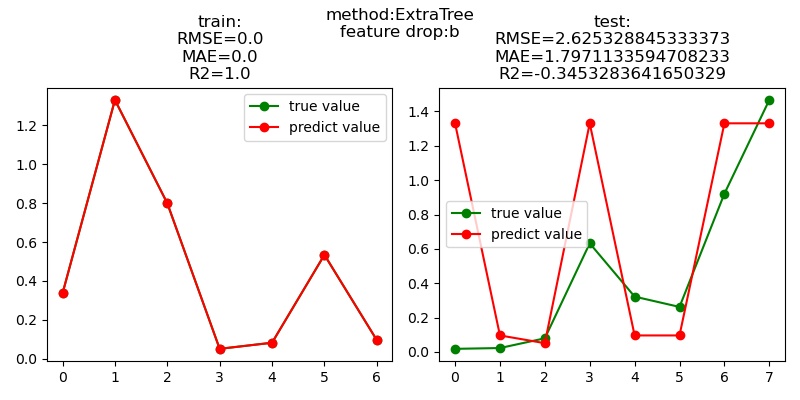 method:ExtraTree
feature drop:b
train:
RMSE=0.0
MAE=0.0
R2=1.0
true value
predict value
0.0
0.2
0.4
0.6
0.8
1.0
1.2
0 1 2 3 4 5 6
test:
RMSE=2.625328845333373
MAE=1.7971133594708233
R2=-0.3453283641650329
true value
predict value
0.0
0.2
0.4
0.6
0.8
1.0
1.2
1.4
0 1 2 3 4 5 6 7